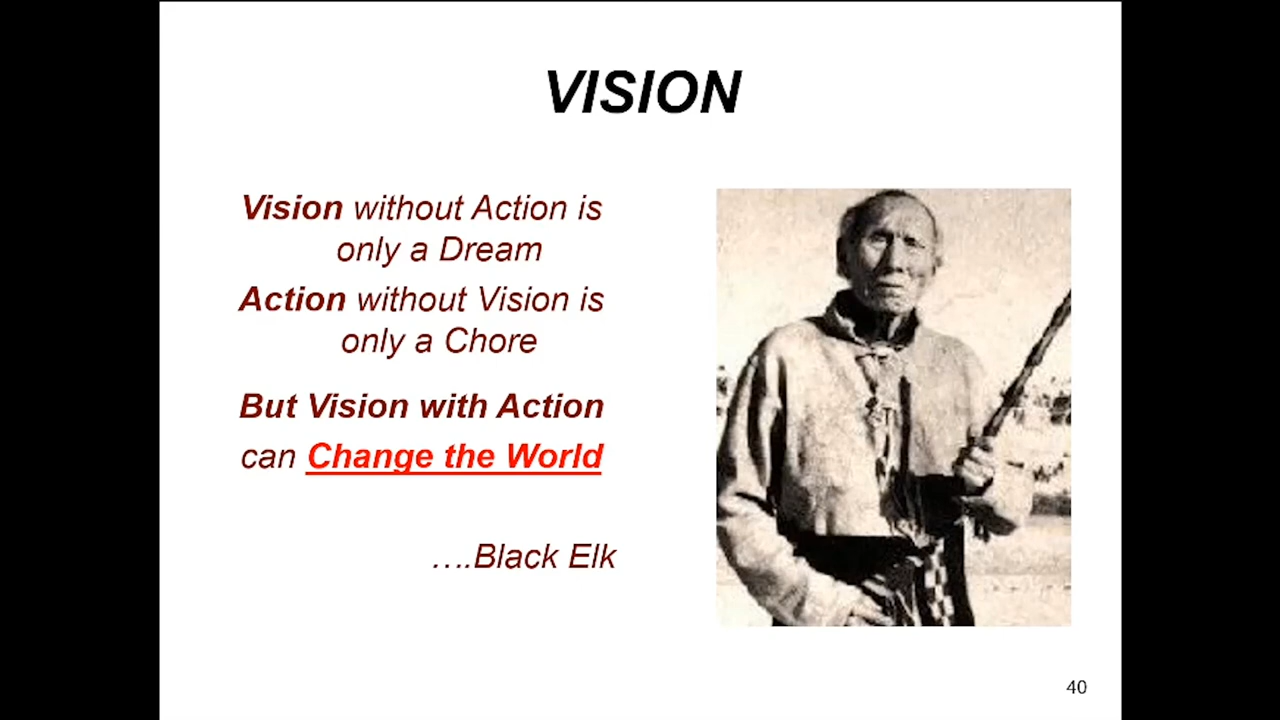 VISION
Vision without Action is
only a Dream
Action without Vision is
only a Chore
But Vision with Action
can Change the World
….Black Elk
40